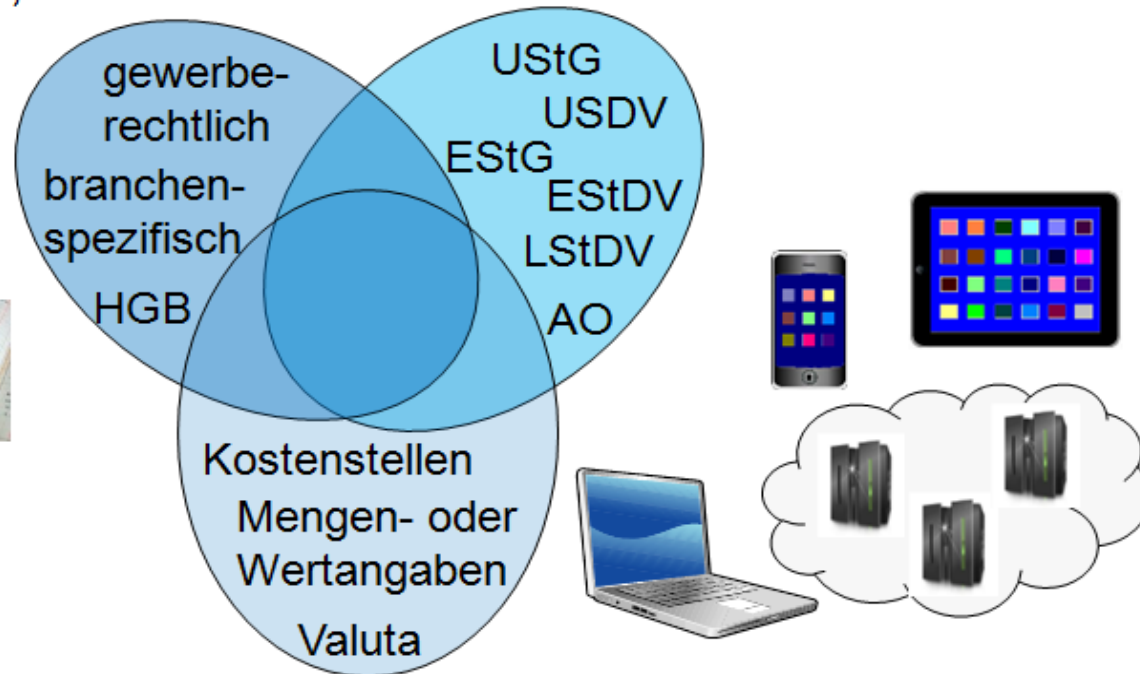 gewerbe-
rechtlich
branchen-
spezifisch
HGB
UStG
USDV
EStG
EStDV
LStDV
AO
Kostenstellen
Mengen- oder
Wertangaben
Valuta